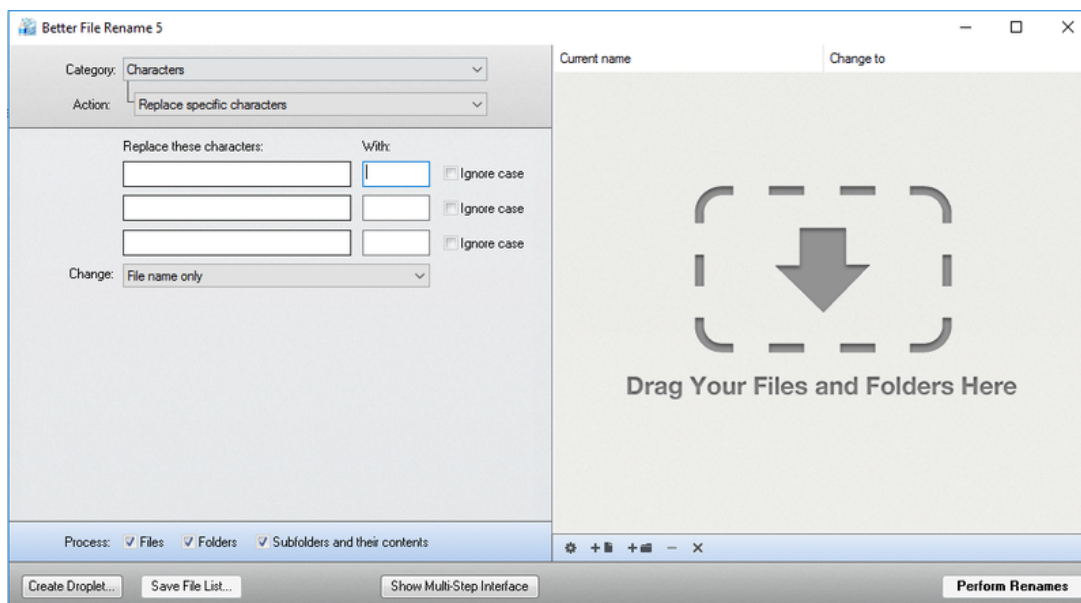 Better File Rename 5
Category: Characters
Action: Replace specific characters
Replace these characters: With:
Ignore case
Ignore case
Ignore case
Change: File name only
Process: Files Folders Subfolders and their contents
Create Droplet... Save File List... Show Multi-Step Interface
Current name Change to
Drag Your Files and Folders Here
Perform Renames